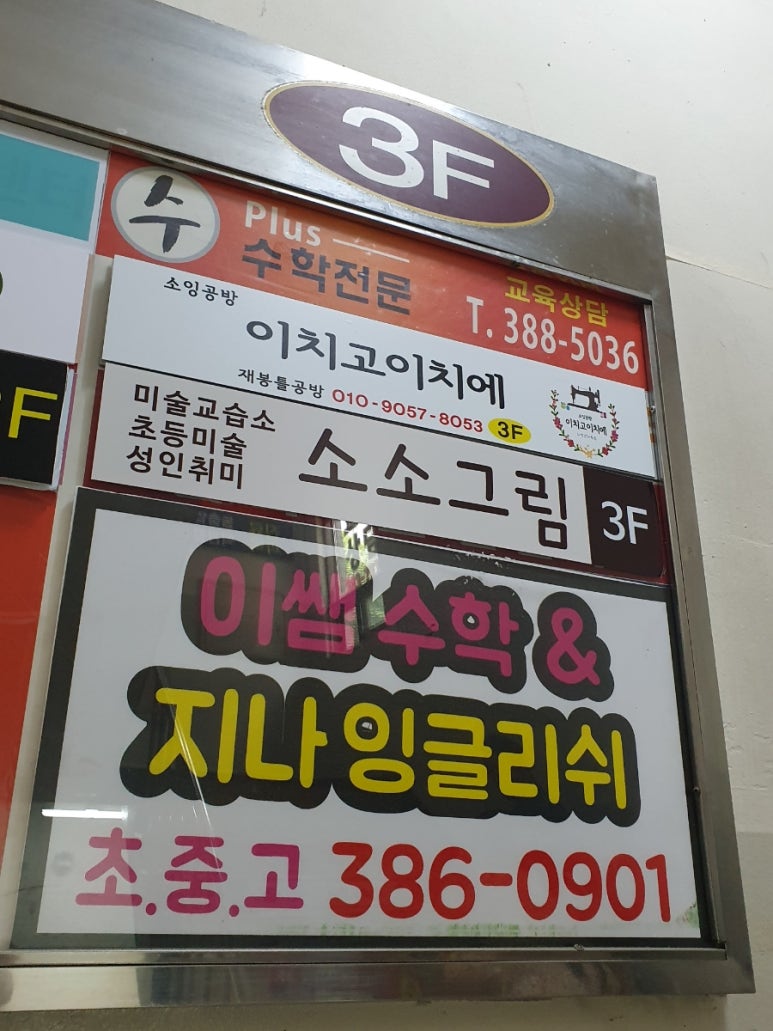 3F
수
Plus
수학전문
교육상담
T. 388-5036
소잉공방
이치고이치에
재봉틀공방 010-9057-8053 3F
이치고이치에
미술교습소
초등미술
성인취미
소소그림
3F
F
이쌤 수학 &
지나 잉글리쉬
초.중.고 386-0901